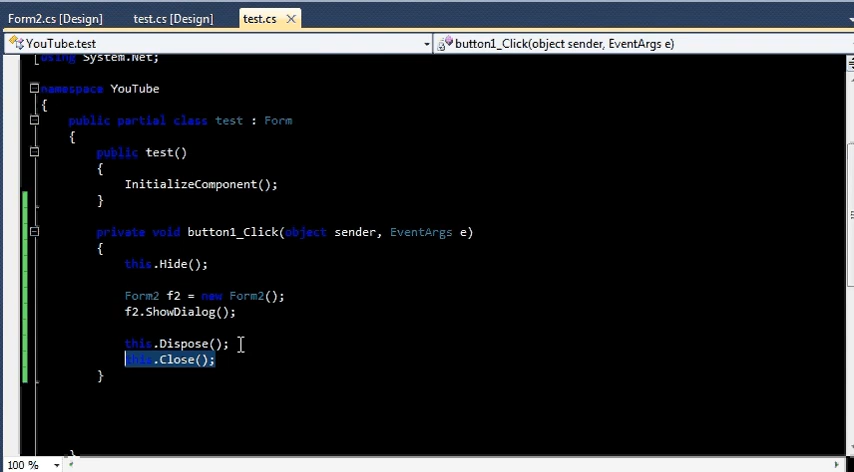 Form2.cs [Design] test.cs [Design] test.cs
YouTube.test button1_Click(object sender, EventArgs e)
using System.Net;
namespace YouTube
{
public partial class test : Form
{
public test()
{
InitializeComponent();
}
private void button1_Click(object sender, EventArgs e)
{
this.Hide();
Form2 f2 = new Form2();
f2.ShowDialog();
this.Dispose();
this.Close();
}
}
100 %